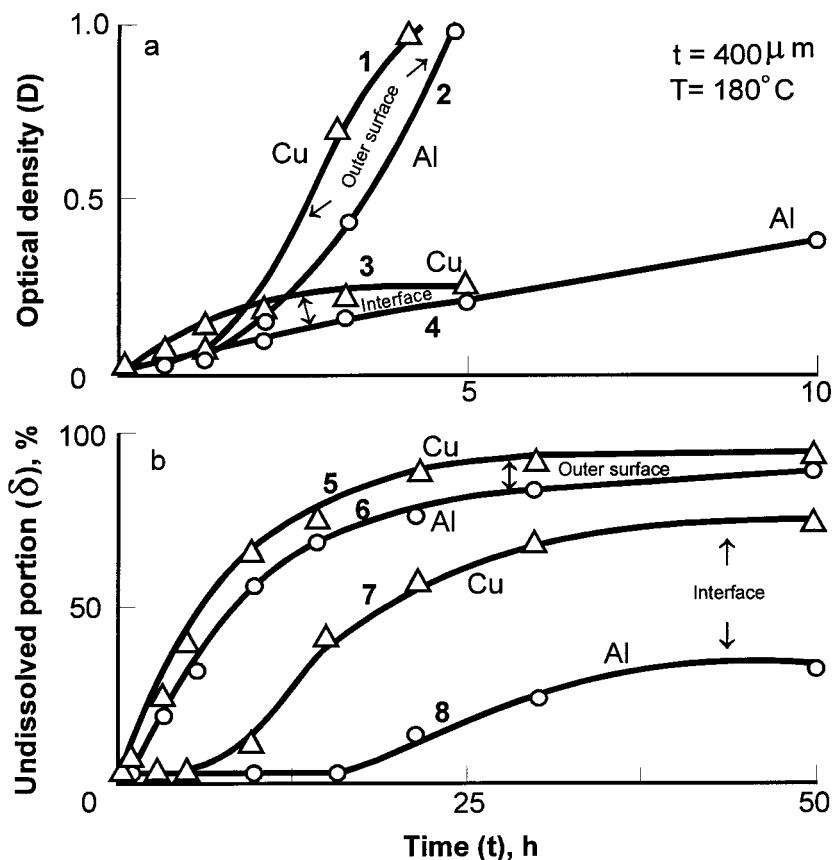 1.0
a
1
2
t = 400 μm
T= 180°C
Cu
Outer surface
Al
Optical density (D)
0.5
Al
3
Cu
Interface
4
0
5
10
100
b
Cu
5
Outer surface
6
Al
Undissolved portion (δ), %
50
7
Cu
Interface
Al
8
0
25
50
Time (t), h